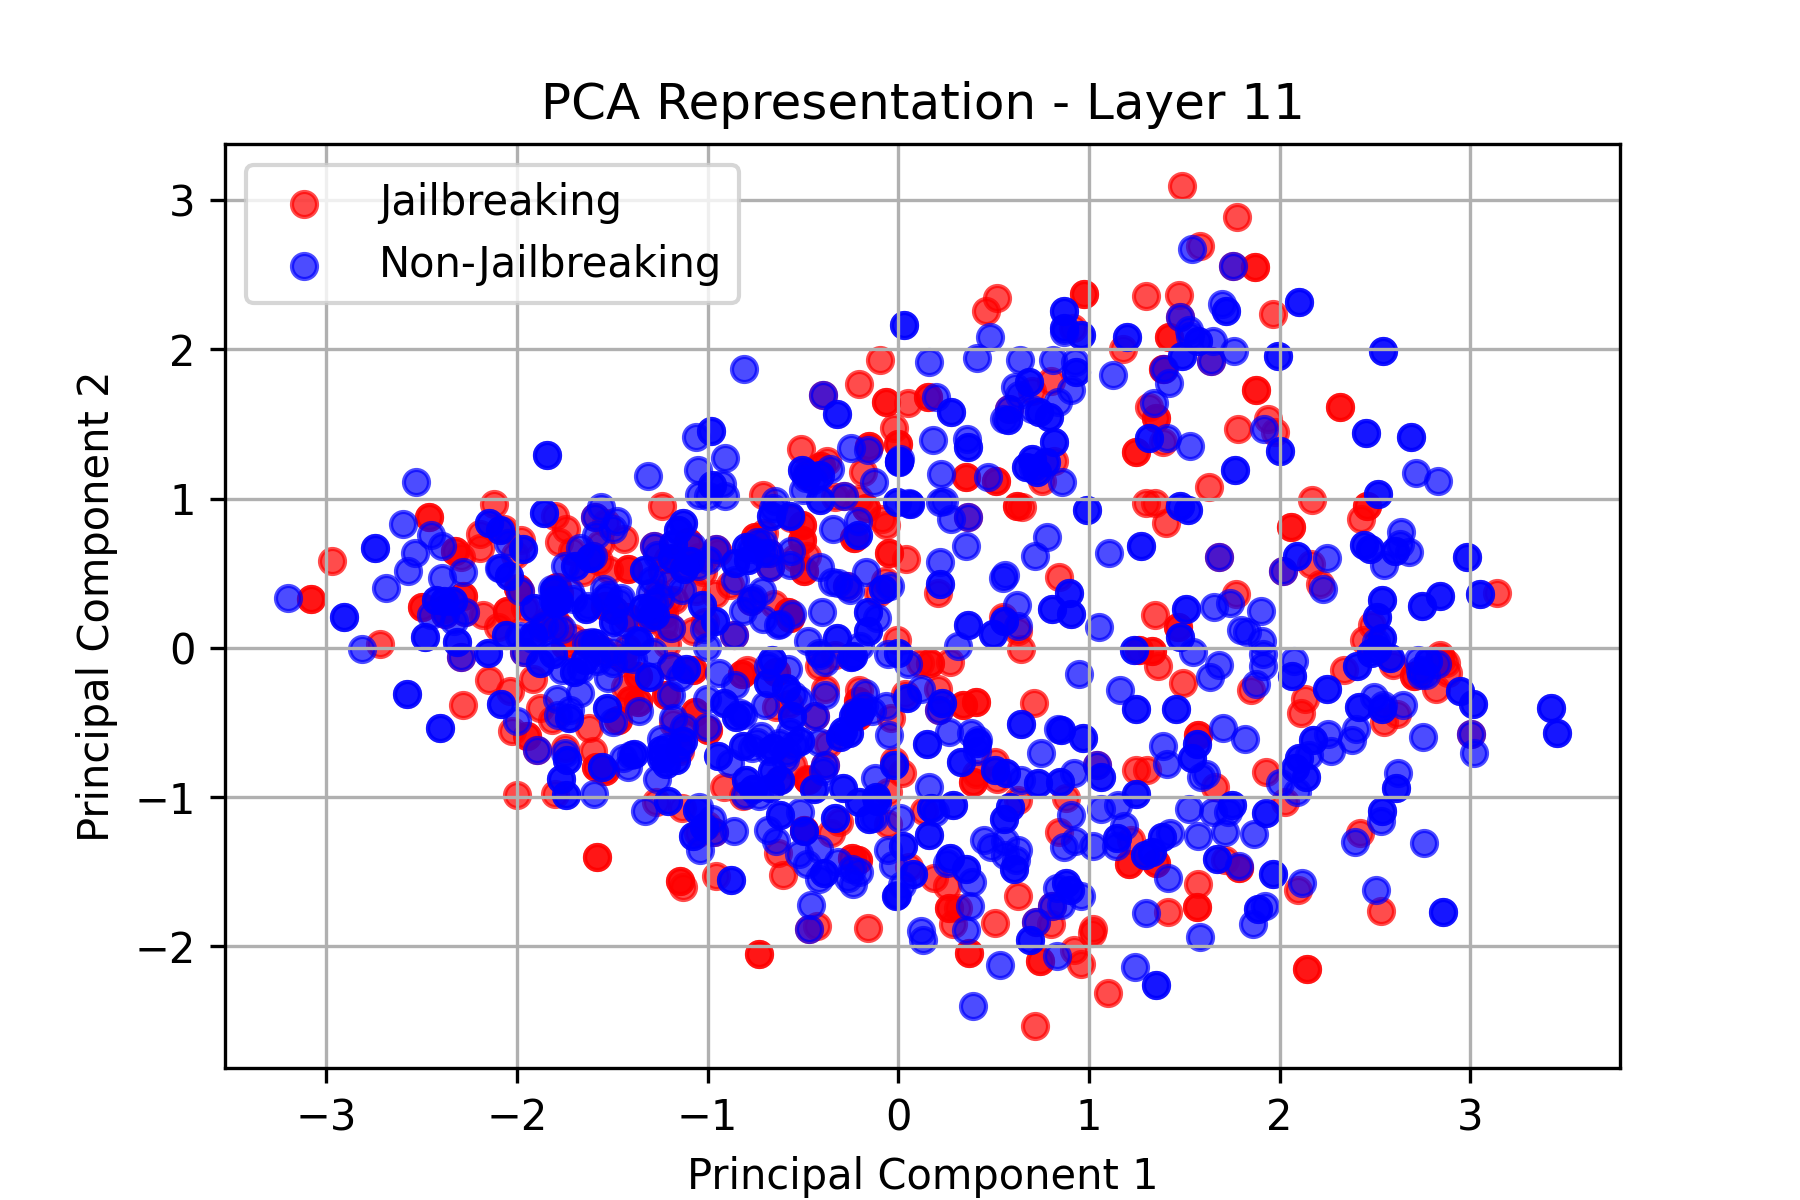 PCA Representation - Layer 11
Jailbreaking
Non-Jailbreaking
3
2
1
0
−1
−2
Principal Component 2
−3
−2
−1
0
1
2
3
Principal Component 1